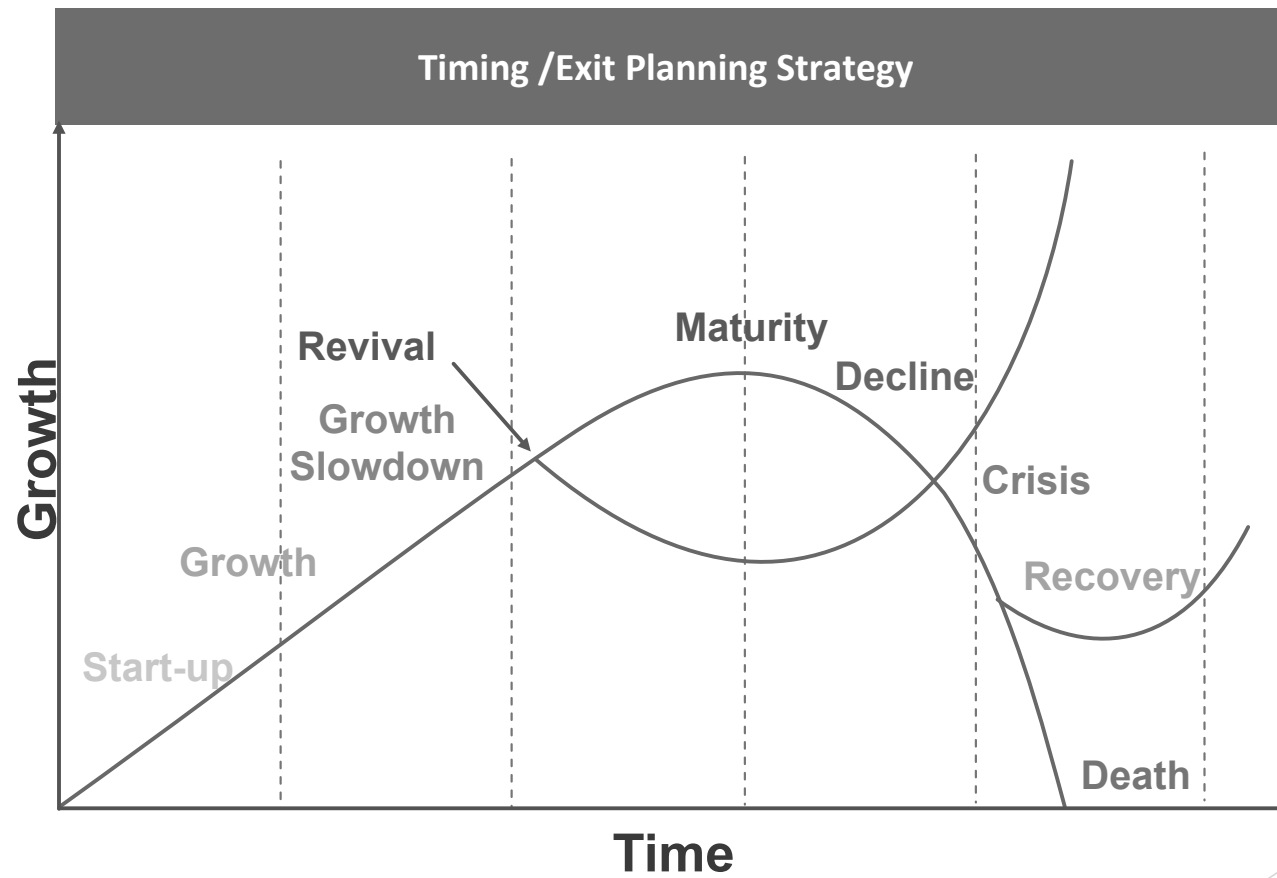 Timing /Exit Planning Strategy
Revival
Maturity
Decline
Growth
Slowdown
Crisis
Growth
Recovery
Start-up
Death
Growth
Time